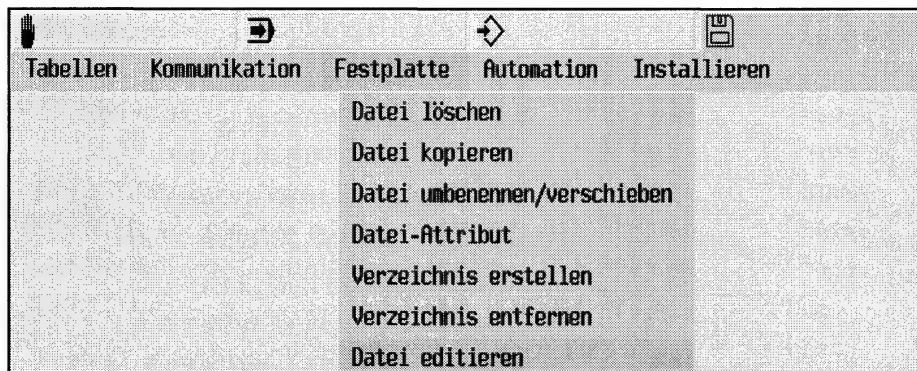 Tabellen Kommunikation Festplatte Automation Installieren
Datei löschen
Datei kopieren
Datei umbenennen/verschieben
Datei-Attribut
Verzeichnis erstellen
Verzeichnis entfernen
Datei editieren